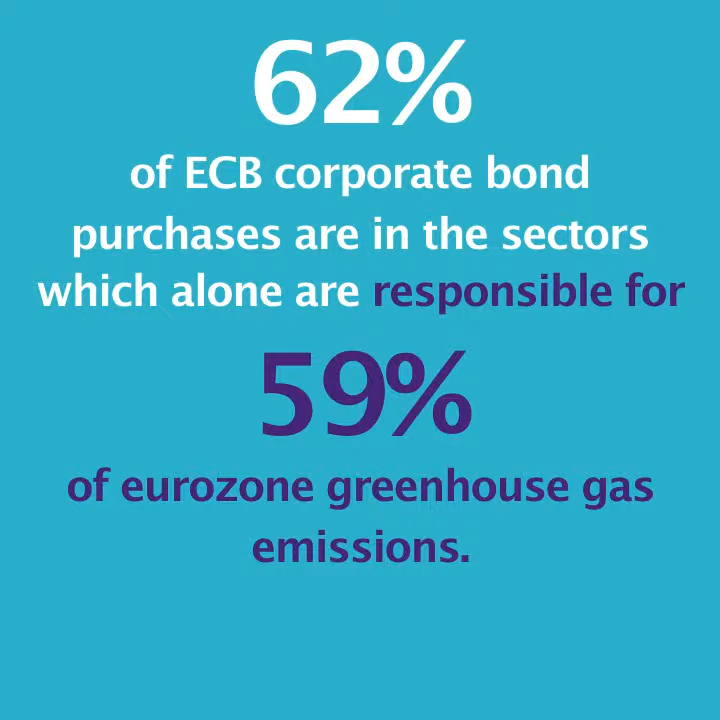 62%
of ECB corporate bond
purchases are in the sectors
which alone are responsible for
59%
of eurozone greenhouse gas
emissions.